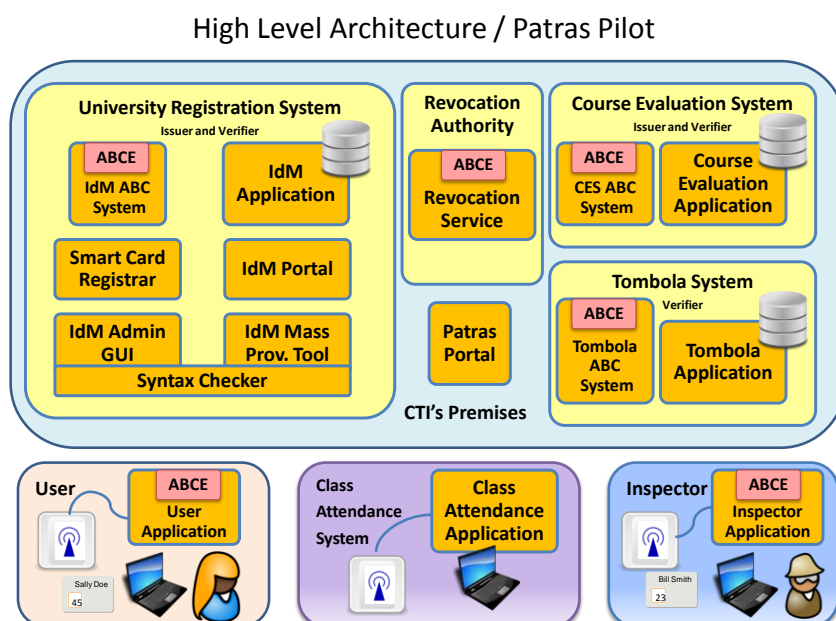 High Level Architecture / Patras Pilot
University Registration System
Issuer and Verifier
ABCE
IdM ABC
System
IdM
Application
Smart Card
Registrar
IdM Portal
IdM Admin
GUI
IdM Mass
Prov. Tool
Syntax Checker
Revocation
Authority
ABCE
Revocation
Service
Patras
Portal
CTI's Premises
Course Evaluation System
Issuer and Verifier
ABCE
CES ABC
System
Course
Evaluation
Application
Tombola System
Verifier
ABCE
Tombola
ABC
System
Tombola
Application
User
ABCE
User
Application
Sally Doe
45
Class
Attendance
System
Class
Attendance
Application
Inspector
ABCE
Inspector
Application
Bill Smith
23